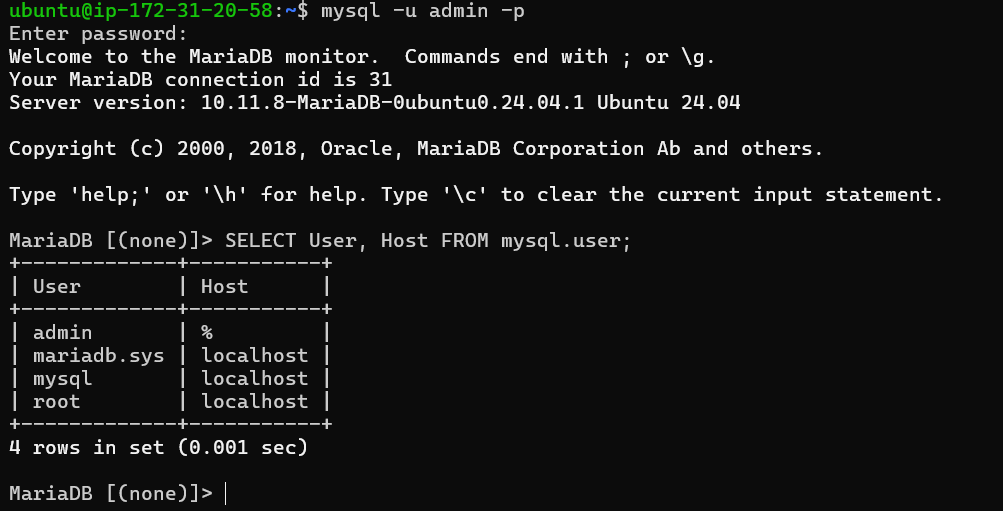 ubuntu@ip-172-31-20-58:~$ mysql -u admin -p
Enter password:
Welcome to the MariaDB monitor.  Commands end with ; or \g.
Your MariaDB connection id is 31
Server version: 10.11.8-MariaDB-0ubuntu0.24.04.1 Ubuntu 24.04

Copyright (c) 2000, 2018, Oracle, MariaDB Corporation Ab and others.

Type 'help;' or '\h' for help. Type '\c' to clear the current input statement.

MariaDB [(none)]> SELECT User, Host FROM mysql.user;
+-------------+-----------+
| User        | Host      |
+-------------+-----------+
| admin       | %         |
| mariadb.sys | localhost |
| mysql       | localhost |
| root        | localhost |
+-------------+-----------+
4 rows in set (0.001 sec)

MariaDB [(none)]>